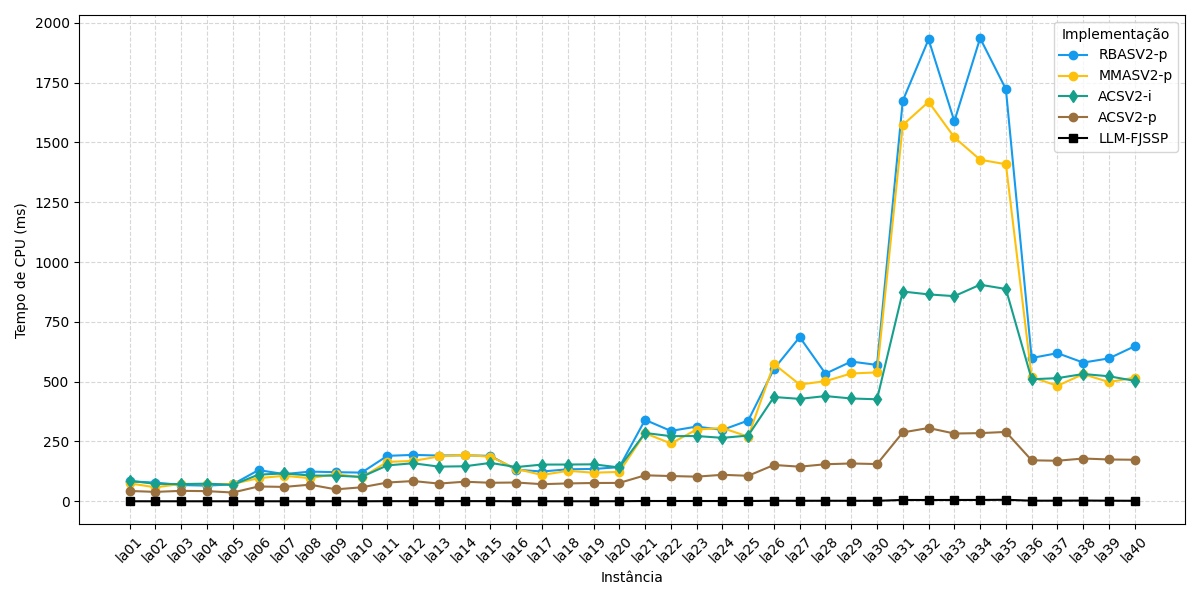 Tempo de CPU (ms)
2000
1750
1500
1250
1000
750
500
250
0
Implementação
RBASV2-p
MMASV2-p
ACSV2-i
ACSV2-p
LLM-FJSSP
la01
la02
la03
la04
la05
la06
la07
la08
la09
la10
la11
la12
la13
la14
la15
la16
la17
la18
la19
la20
la21
la22
la23
la24
la25
la26
la27
la28
la29
la30
la31
la32
la33
la34
la35
la36
la37
la38
la39
la40
Instância